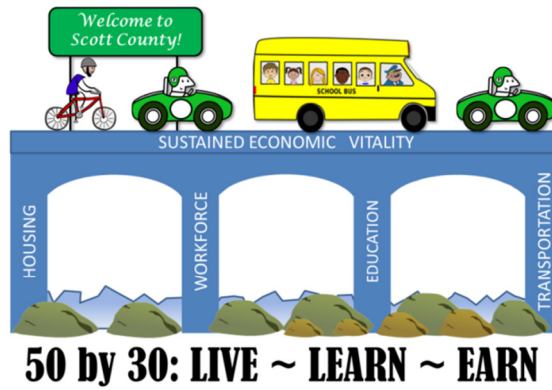 Welcome to
Scott County!
SCHOOL BUS
SUSTAINED ECONOMIC VITALITY
HOUSING
WORKFORCE
EDUCATION
TRANSPORTATION
50 by 30: LIVE ~ LEARN ~ EARN